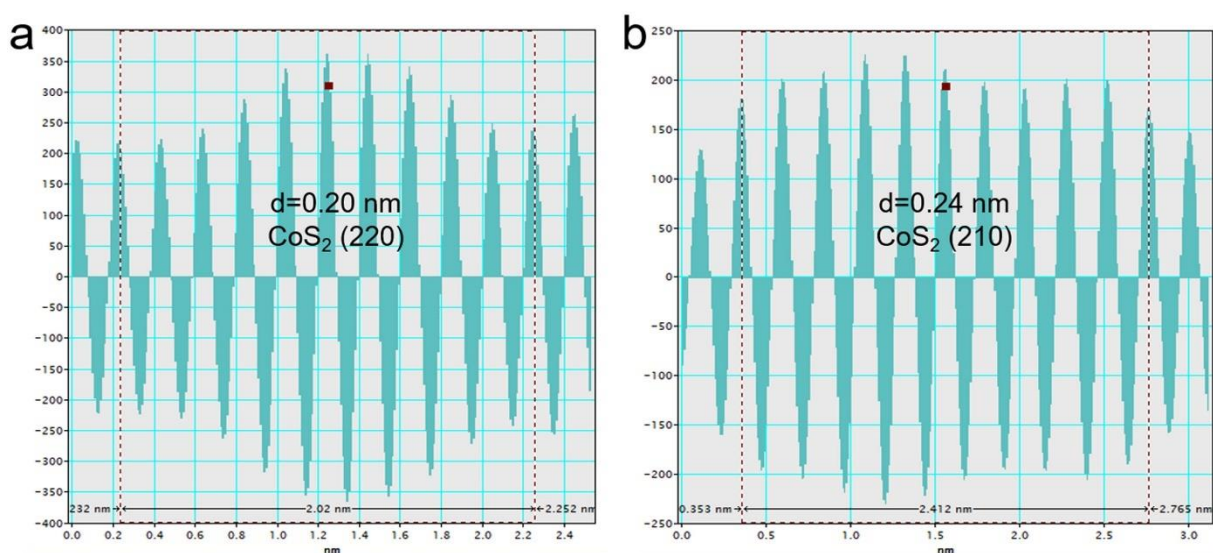 a
400
350
300
250
200
150
100
50
0
-50
-100
-150
-200
-250
-300
-350
-400
d=0.20 nm
CoS₂ (220)
232 nm
2.02 nm
2.252 nm
0.0 0.2 0.4 0.6 0.8 1.0 1.2 1.4 1.6 1.8 2.0 2.2 2.4
nm
b
250
200
150
100
50
0
-50
-100
-150
-200
-250
d=0.24 nm
CoS₂ (210)
0.353 nm
2.412 nm
2.765 nm
0.0 0.5 1.0 1.5 2.0 2.5 3.0
nm